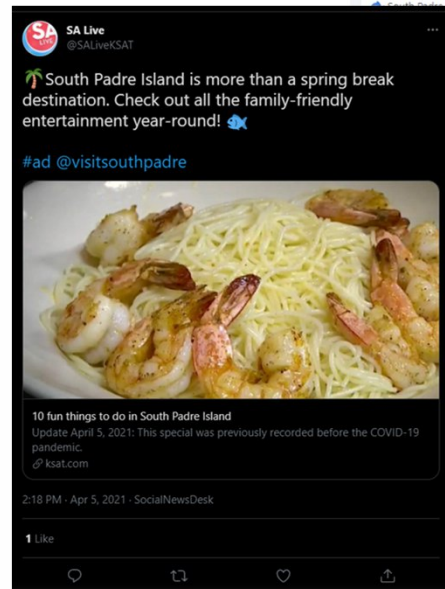 South Padre
SA Live
@SALiveKSAT
🌴South Padre Island is more than a spring break
destination. Check out all the family-friendly
entertainment year-round! 🐟
#ad @visitsouthpadre
10 fun things to do in South Padre Island
Update April 5, 2021: This special was previously recorded before the COVID-19
pandemic.
ksat.com
2:18 PM · Apr 5, 2021 · SocialNewsDesk
1 Like